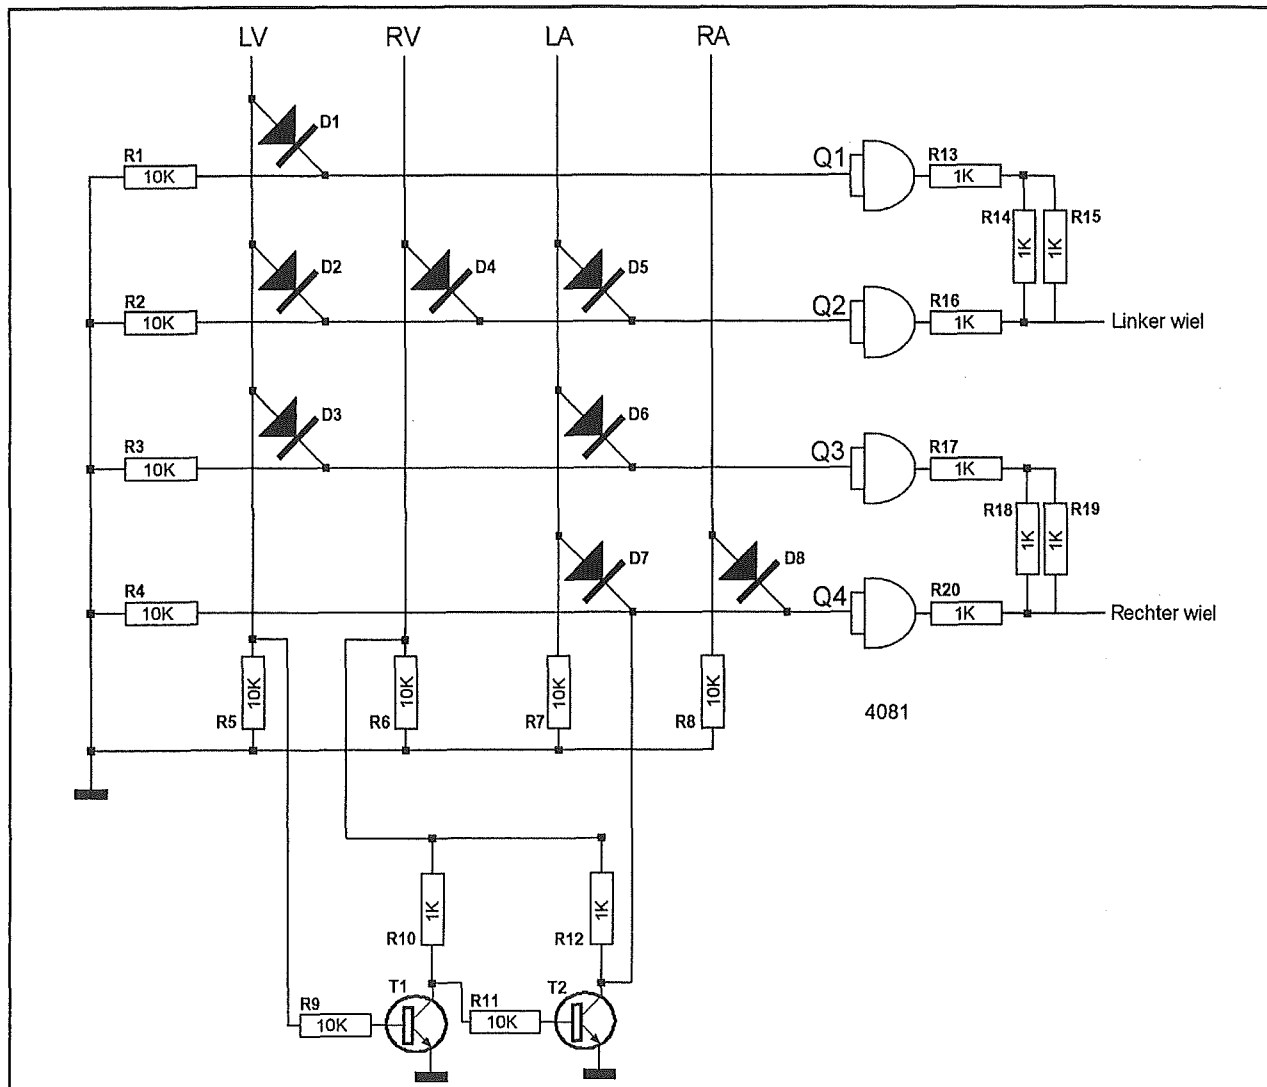 LV RV LA RA
D1
R1 10K Q1 R13 1K
R14 1K 1K R15
D2 D4 D5
R2 10K Q2 R16 1K Linker wiel
D3 D6
R3 10K Q3 R17 1K
R18 1K 1K R19
D7 D8
R4 10K Q4 R20 1K Rechter wiel
R5 10K R6 10K R7 10K R8 10K
4081
R10 1K R12 1K
T1 T2
R9 10K R11 10K